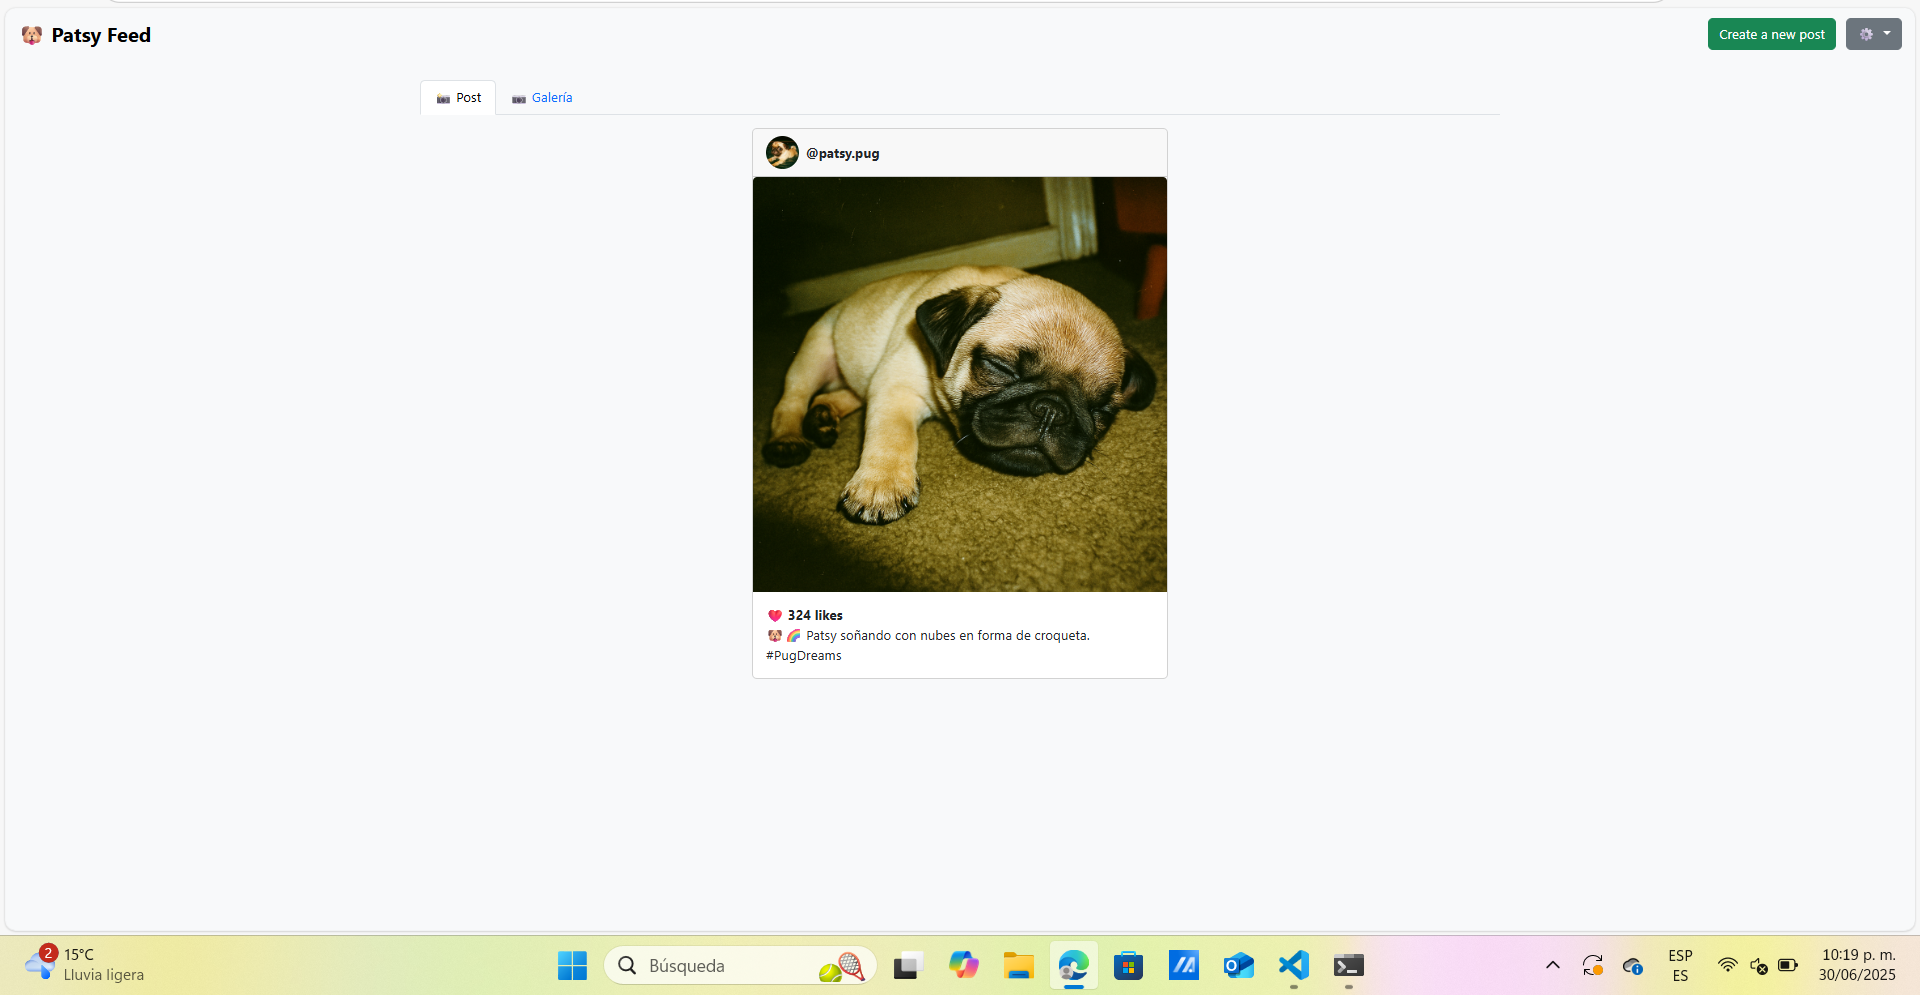 Patsy Feed
Create a new post
Post
Galería
@patsy.pug
324 likes
Patsy soñando con nubes en forma de croqueta.
#PugDreams
2
15°C
Lluvia ligera
Búsqueda
ESP
ES
10:19 p. m.
30/06/2025